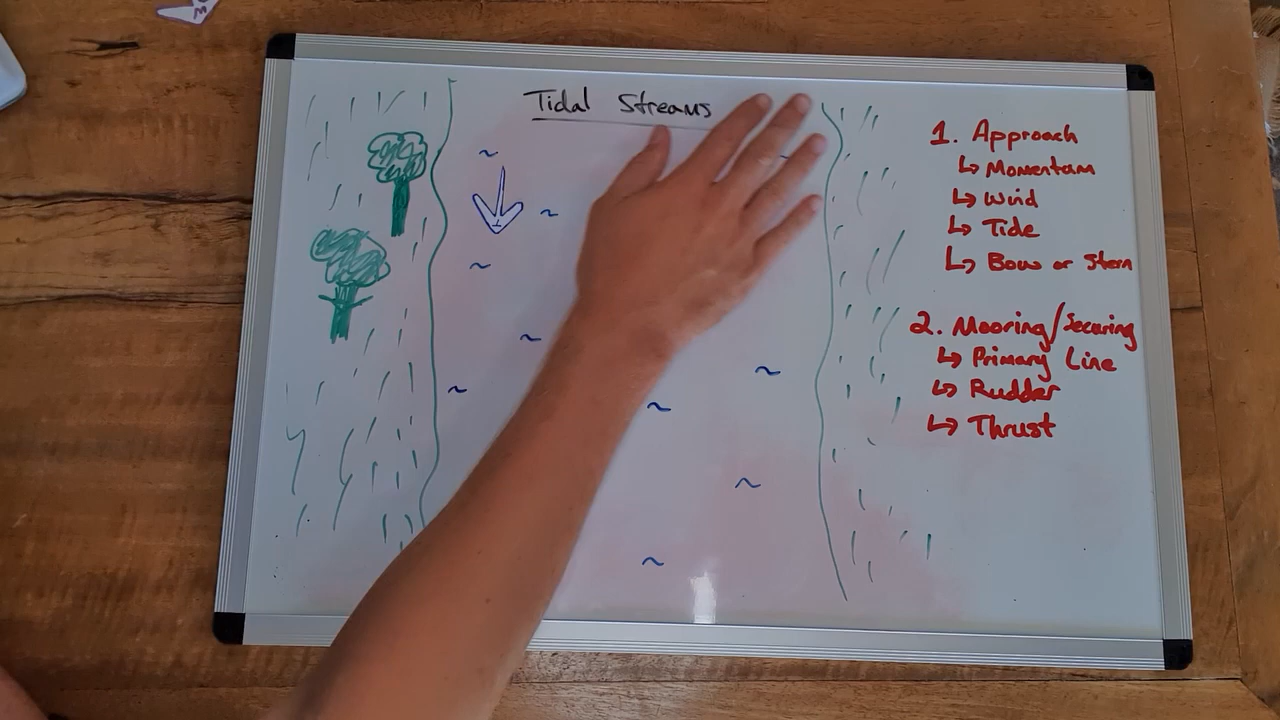 Tidal Streams
1. Approach
↳ Momentum
↳ Wind
↳ Tide
↳ Bow or Stern
2. Mooring/Securing
↳ Primary Line
↳ Rudder
↳ Thrust